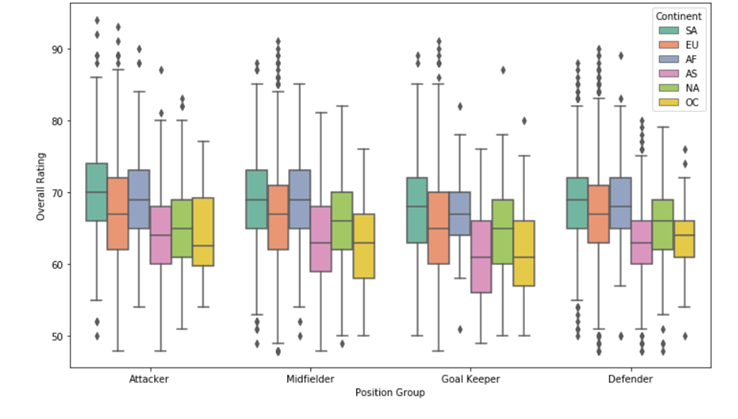 Continent
SA
EU
AF
AS
NA
OC
90
80
70
60
50
Overall Rating
Attacker
Midfielder
Goal Keeper
Defender
Position Group